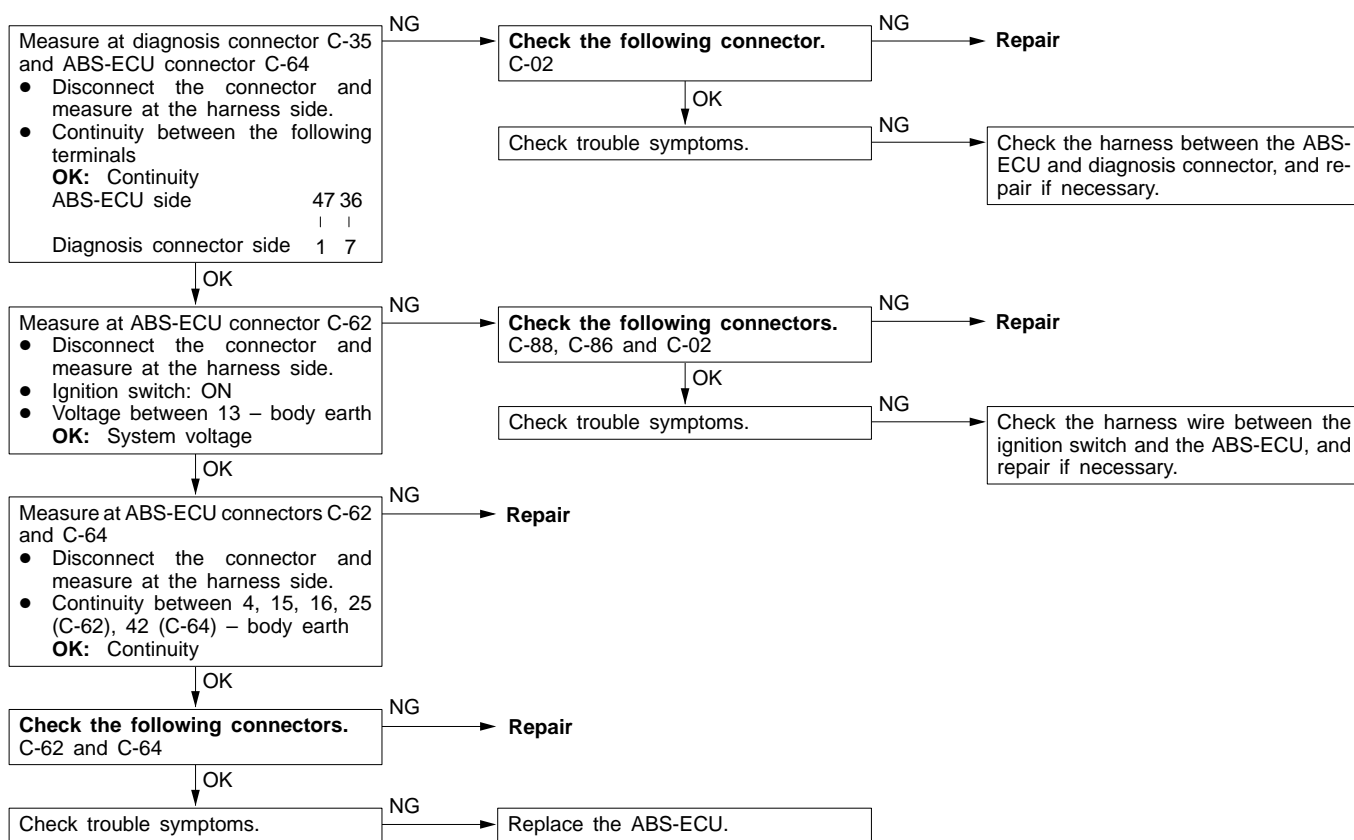 Measure at diagnosis connector C-35
and ABS-ECU connector C-64
● Disconnect the connector and
measure at the harness side.
● Continuity between the following
terminals
OK: Continuity
ABS-ECU side 47 36
Diagnosis connector side 1 7
NG
Check the following connector.
C-02
NG
Repair
OK
Check trouble symptoms.
NG
Check the harness between the ABS-
ECU and diagnosis connector, and re-
pair if necessary.
OK
Measure at ABS-ECU connector C-62
● Disconnect the connector and
measure at the harness side.
● Ignition switch: ON
● Voltage between 13 – body earth
OK: System voltage
NG
Check the following connectors.
C-88, C-86 and C-02
NG
Repair
OK
Check trouble symptoms.
NG
Check the harness wire between the
ignition switch and the ABS-ECU, and
repair if necessary.
OK
Measure at ABS-ECU connectors C-62
and C-64
● Disconnect the connector and
measure at the harness side.
● Continuity between 4, 15, 16, 25
(C-62), 42 (C-64) – body earth
OK: Continuity
NG
Repair
OK
Check the following connectors.
C-62 and C-64
NG
Repair
OK
Check trouble symptoms.
NG
Replace the ABS-ECU.